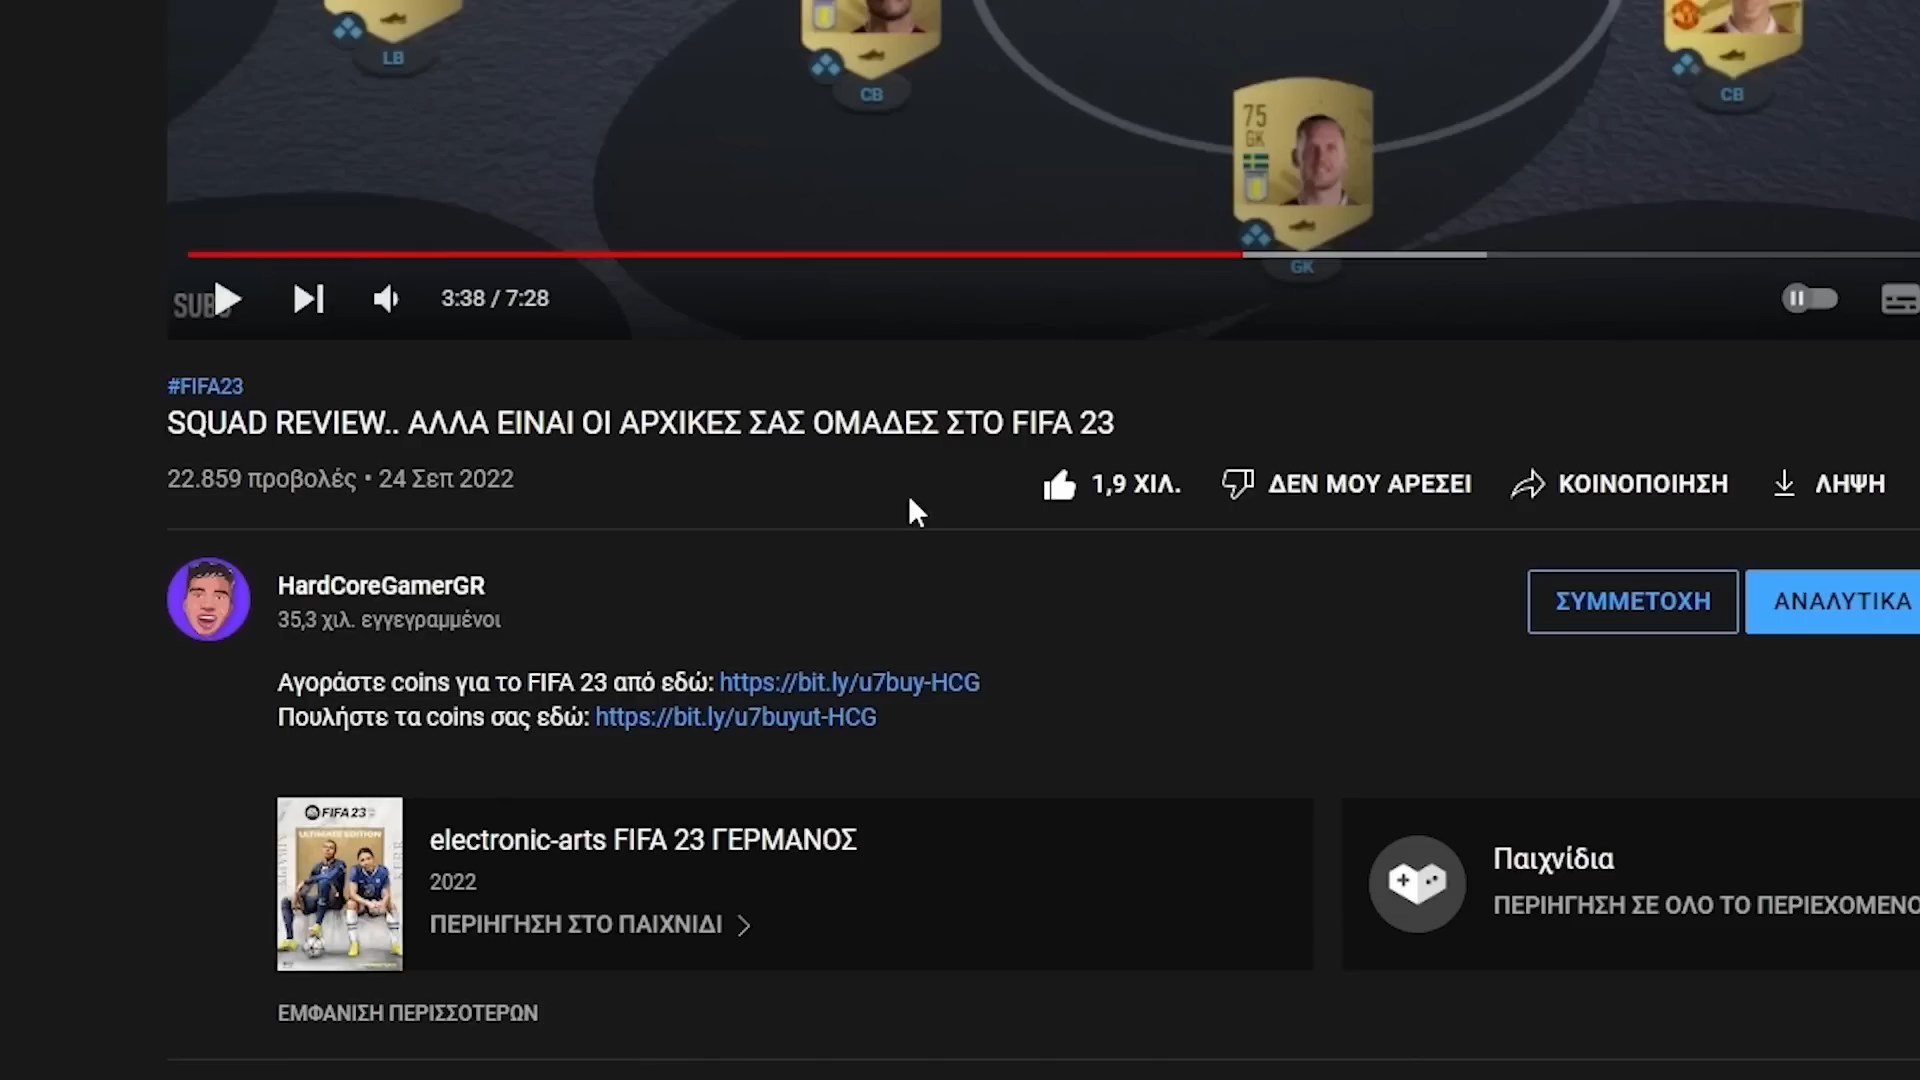 LB
CB
CB
75
GK
GK
SUB
3:38 / 7:28
#FIFA23
SQUAD REVIEW.. ΑΛΛΑ ΕΙΝΑΙ ΟΙ ΑΡΧΙΚΕΣ ΣΑΣ ΟΜΑΔΕΣ ΣΤΟ FIFA 23
22.859 προβολές • 24 Σεπ 2022
1,9 ΧΙΛ.
ΔΕΝ ΜΟΥ ΑΡΕΣΕΙ
ΚΟΙΝΟΠΟΙΗΣΗ
ΛΗΨΗ
HardCoreGamerGR
35,3 χιλ. εγγεγραμμένοι
ΣΥΜΜΕΤΟΧΗ
ΑΝΑΛΥΤΙΚΑ
Αγοράστε coins για το FIFA 23 από εδώ: https://bit.ly/u7buy-HCG
Πουλήστε τα coins σας εδώ: https://bit.ly/u7buyut-HCG
FIFA 23
ULTIMATE EDITION
electronic-arts FIFA 23 ΓΕΡΜΑΝΟΣ
2022
ΠΕΡΙΗΓΗΣΗ ΣΤΟ ΠΑΙΧΝΙΔΙ
Παιχνίδια
ΠΕΡΙΗΓΗΣΗ ΣΕ ΟΛΟ ΤΟ ΠΕΡΙΕΧΟΜΕΝΟ
ΕΜΦΑΝΙΣΗ ΠΕΡΙΣΣΟΤΕΡΩΝ